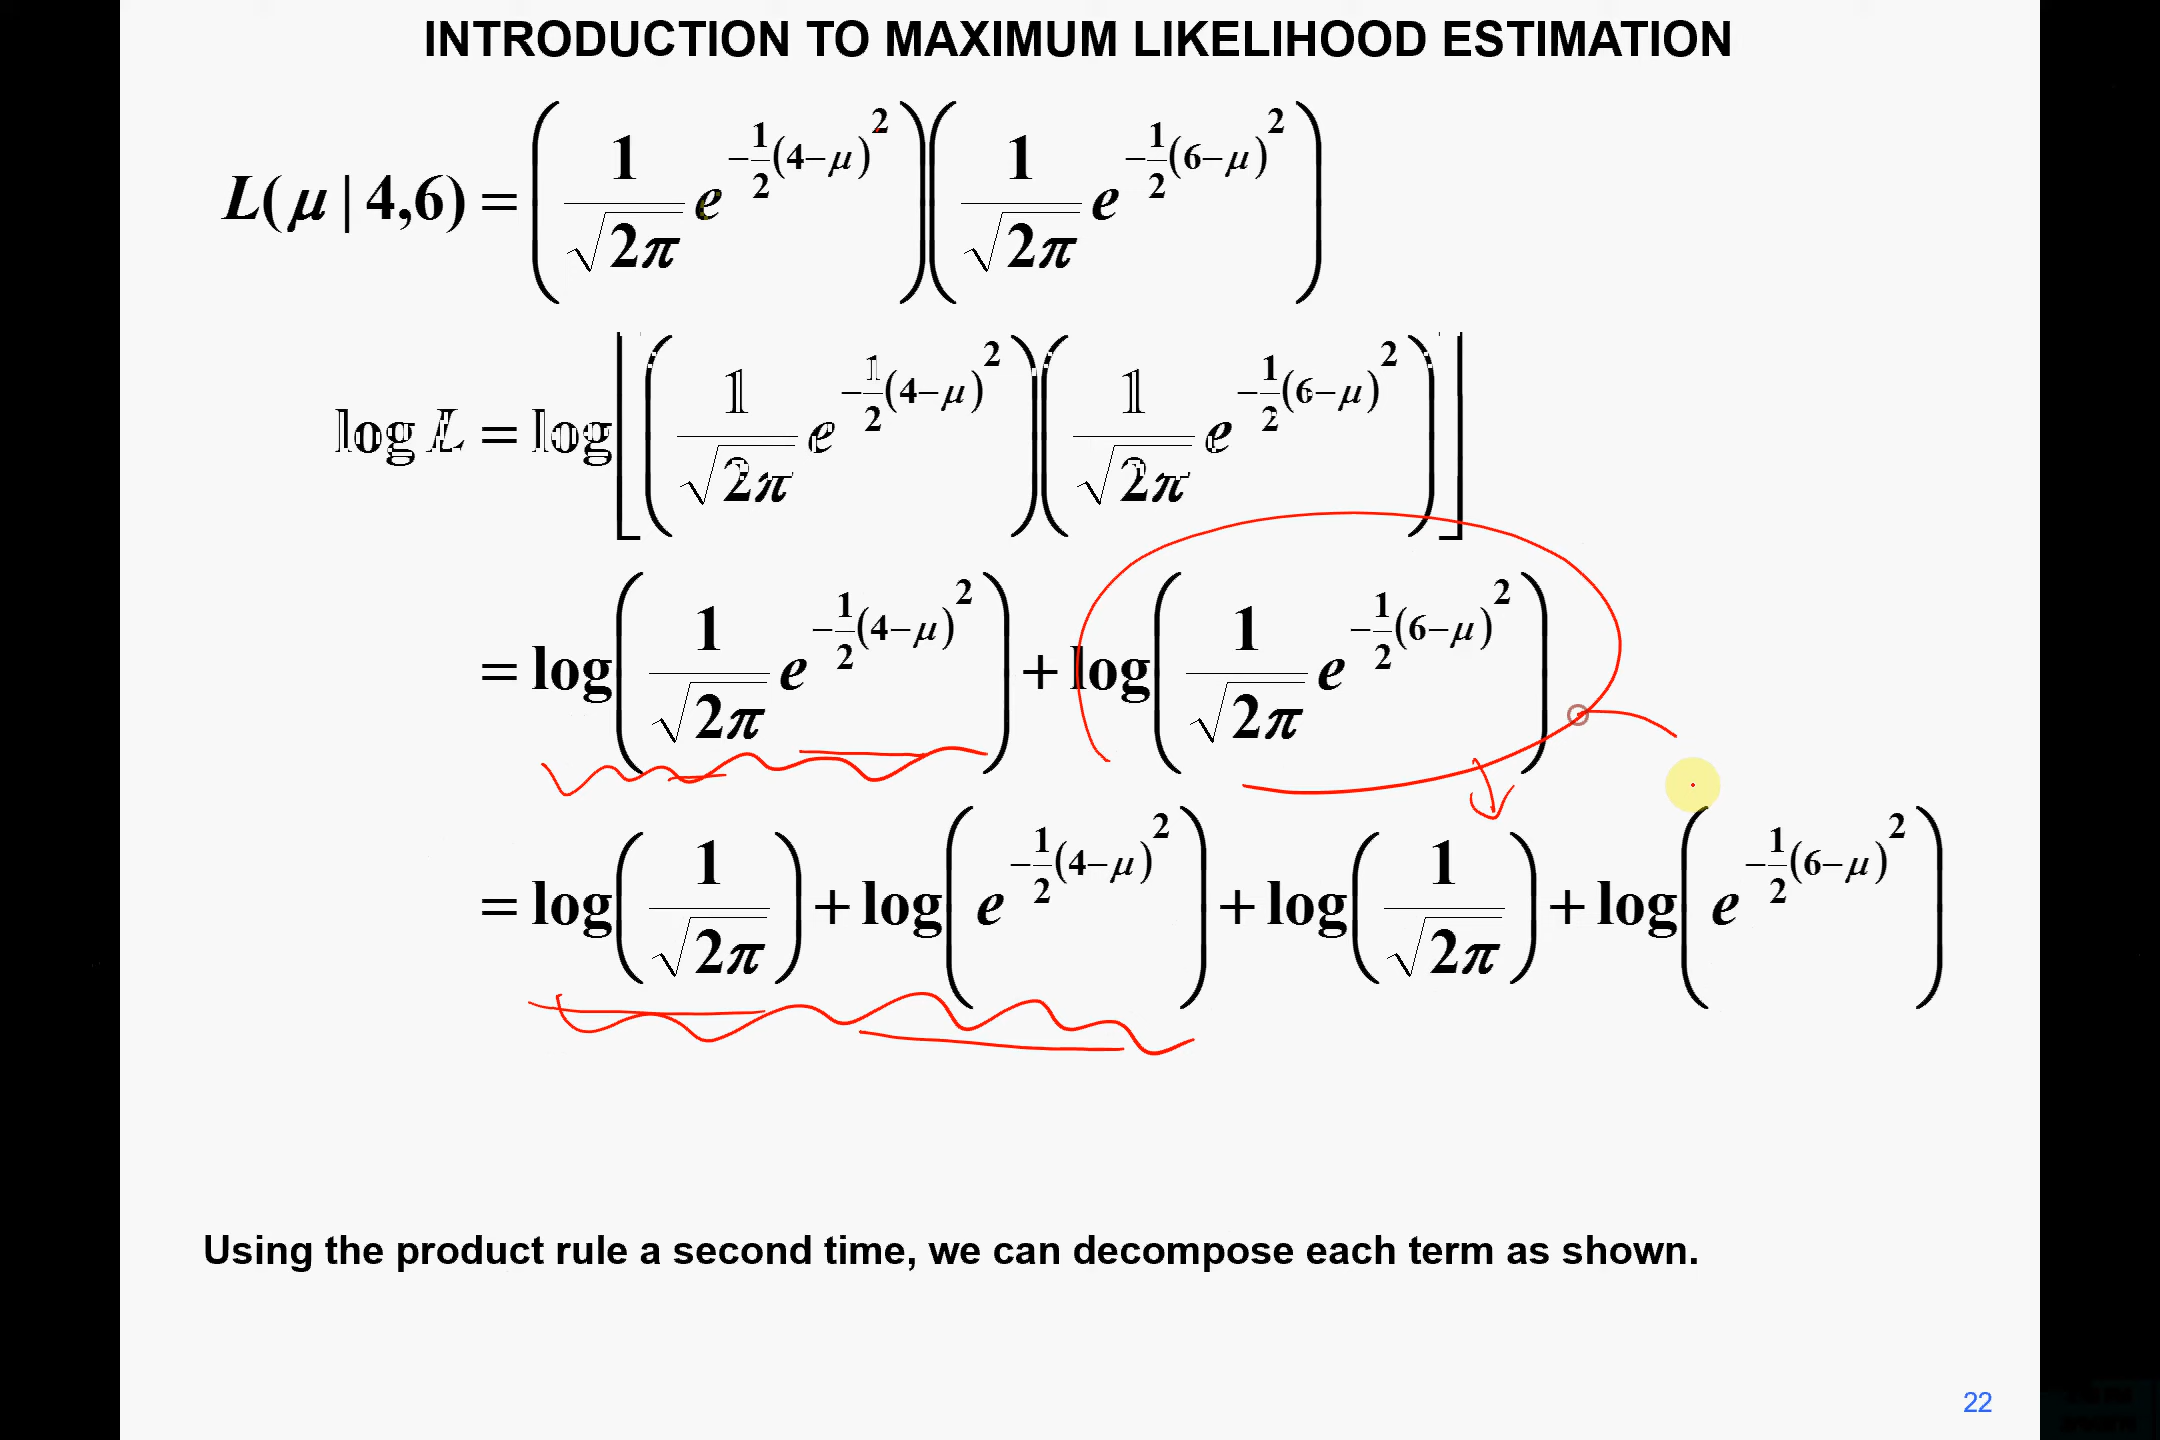 INTRODUCTION TO MAXIMUM LIKELIHOOD ESTIMATION
L(μ | 4,6) = (1/√2π e^{-1/2(4-μ)^2})(1/√2π e^{-1/2(6-μ)^2})
log L = log[(1/√2π e^{-1/2(4-μ)^2})(1/√2π e^{-1/2(6-μ)^2})]
= log(1/√2π e^{-1/2(4-μ)^2}) + log(1/√2π e^{-1/2(6-μ)^2})
= log(1/√2π) + log(e^{-1/2(4-μ)^2}) + log(1/√2π) + log(e^{-1/2(6-μ)^2})
Using the product rule a second time, we can decompose each term as shown.
22